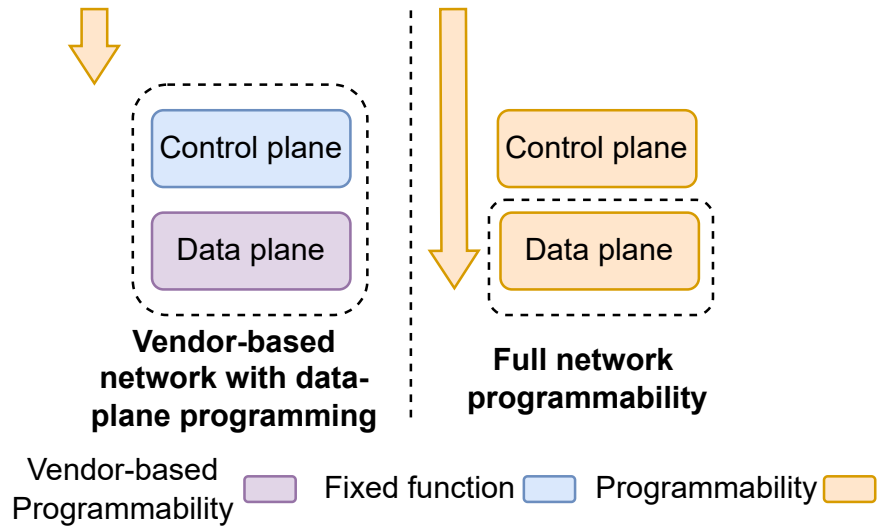 Control plane
Data plane
Vendor-based
network with data-
plane programming
Control plane
Data plane
Full network
programmability
Vendor-based
Programmability
Fixed function
Programmability